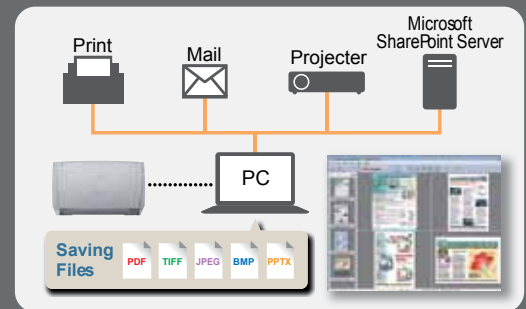 Microsoft
SharePoint Server
Print
Mail
Projecter
PC
Saving
Files
PDF
TIFF
JPEG
BMP
PPTX